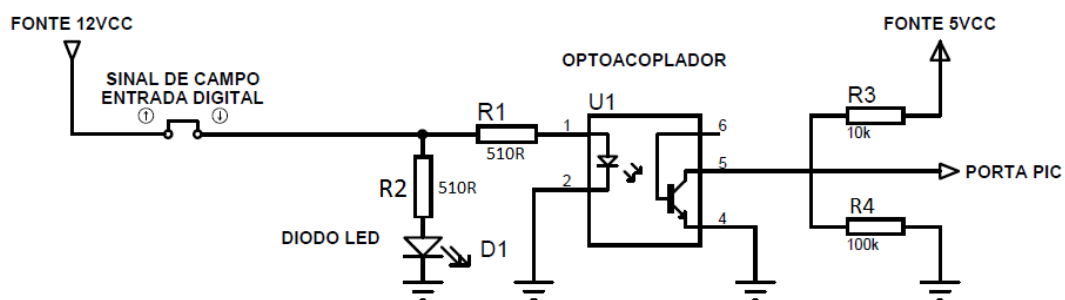 FONTE 12VCC
FONTE 5VCC
OPTOACOPLADOR
SINAL DE CAMPO
ENTRADA DIGITAL
R1
510R
U1
1
2
6
5
4
R3
10k
PORTA PIC
R2
510R
R4
100k
DIODO LED
D1